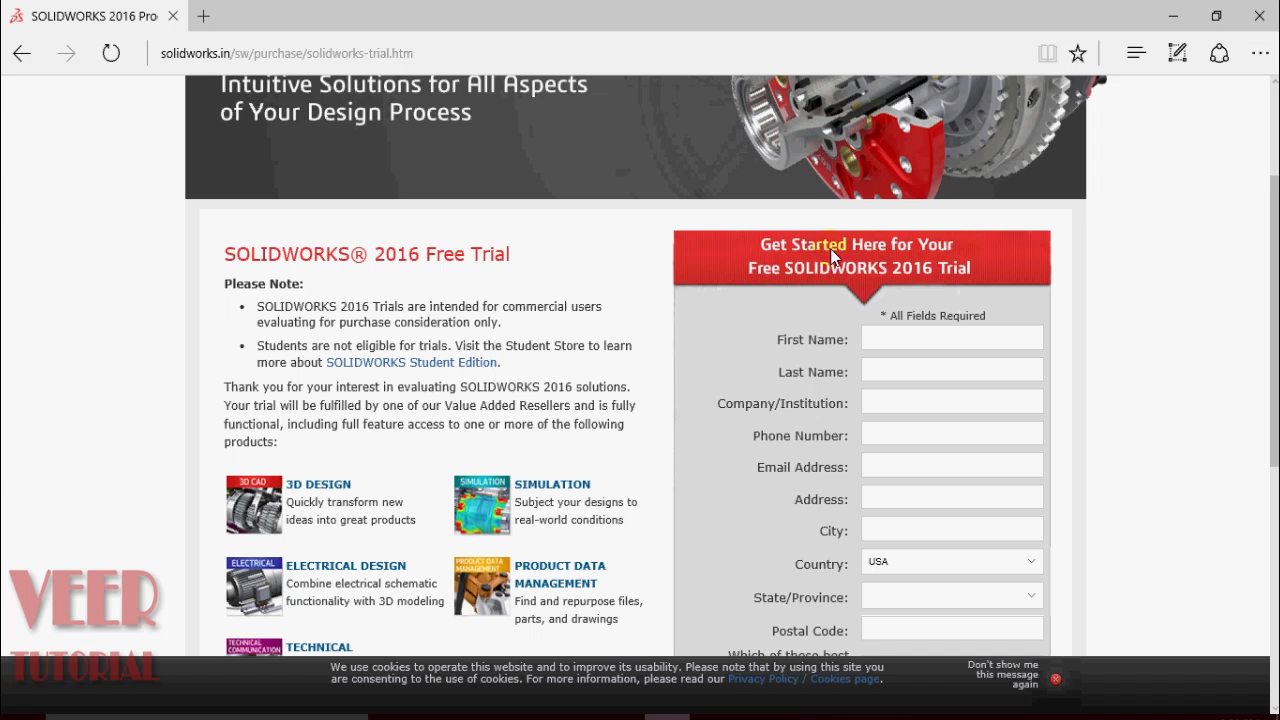 SOLIDWORKS 2016 Pro
solidworks.in/sw/purchase/solidworks-trial.htm
Intuitive Solutions for All Aspects
of Your Design Process
SOLIDWORKS® 2016 Free Trial
Please Note:
• SOLIDWORKS 2016 Trials are intended for commercial users
evaluating for purchase consideration only.
• Students are not eligible for trials. Visit the Student Store to learn
more about SOLIDWORKS Student Edition.
Thank you for your interest in evaluating SOLIDWORKS 2016 solutions.
Your trial will be fulfilled by one of our Value Added Resellers and is fully
functional, including full feature access to one or more of the following
products:
3D CAD
3D DESIGN
Quickly transform new
ideas into great products
SIMULATION
SIMULATION
Subject your designs to
real-world conditions
ELECTRICAL
ELECTRICAL DESIGN
Combine electrical schematic
functionality with 3D modeling
PRODUCT DATA
MANAGEMENT
PRODUCT DATA
MANAGEMENT
Find and repurpose files,
parts, and drawings
TECHNICAL
COMMUNICATION
TECHNICAL
Get Started Here for Your
Free SOLIDWORKS 2016 Trial
* All Fields Required
First Name:
Last Name:
Company/Institution:
Phone Number:
Email Address:
Address:
City:
Country: USA
State/Province:
Postal Code:
Which of these best
We use cookies to operate this website and to improve its usability. Please note that by using this site you
are consenting to the use of cookies. For more information, please read our Privacy Policy / Cookies page.
Don't show me
this message
again
VEER
TUTORIAL